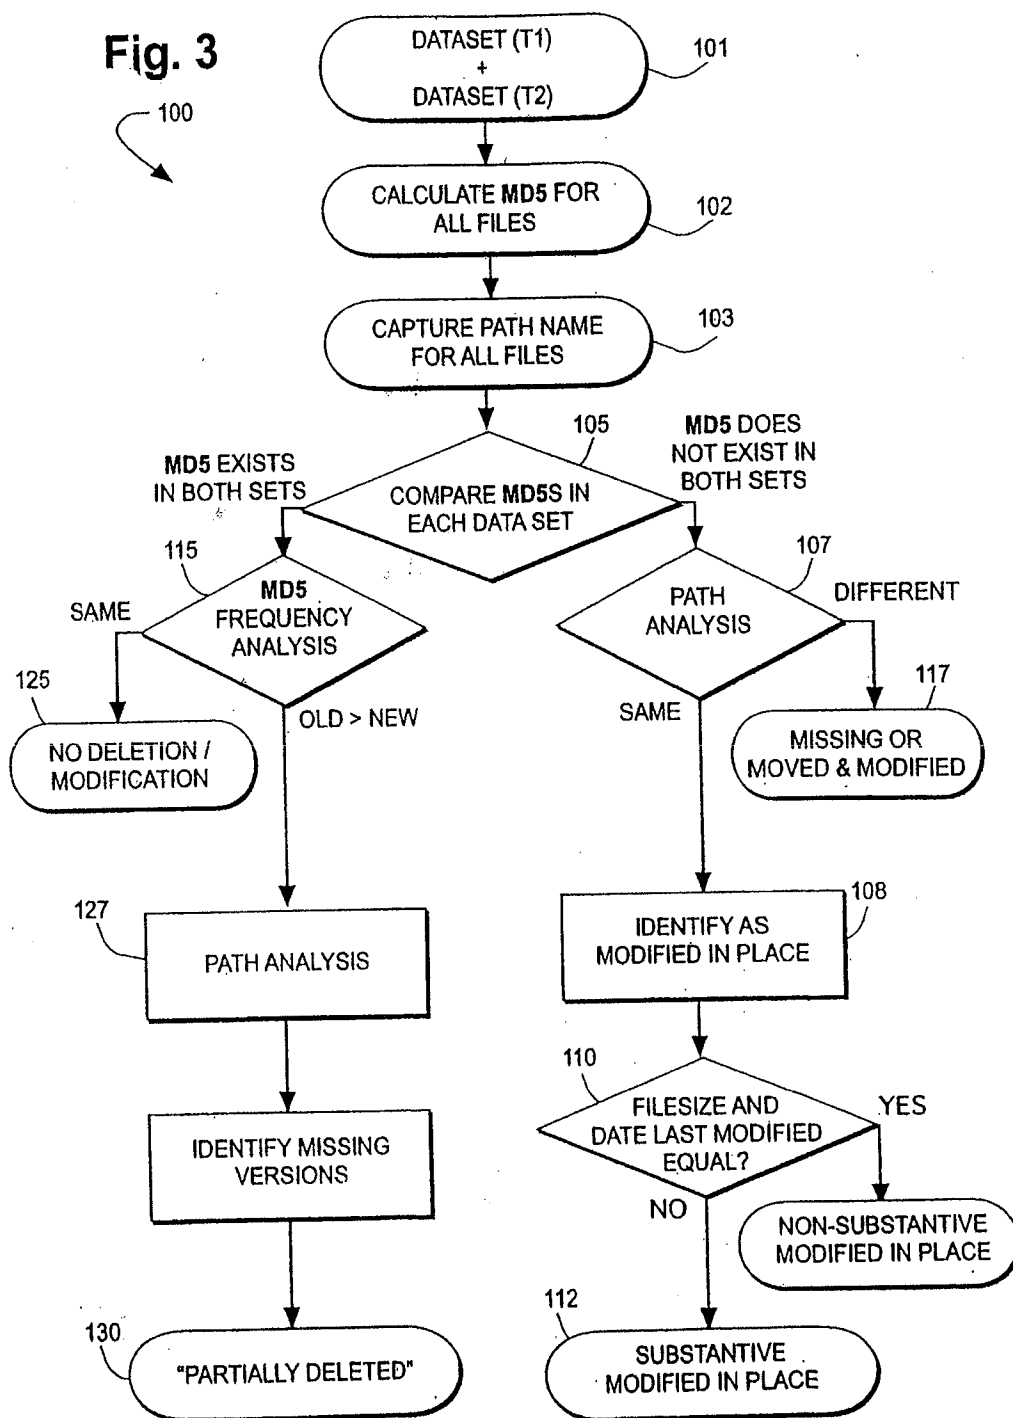 Fig. 3
100
DATASET (T1)
+
DATASET (T2)
101
CALCULATE MD5 FOR
ALL FILES
102
CAPTURE PATH NAME
FOR ALL FILES
103
105
COMPARE MD5S IN
EACH DATA SET
MD5 EXISTS
IN BOTH SETS
MD5 DOES
NOT EXIST IN
BOTH SETS
115
MD5
FREQUENCY
ANALYSIS
SAME
OLD > NEW
107
PATH
ANALYSIS
DIFFERENT
SAME
125
NO DELETION /
MODIFICATION
117
MISSING OR
MOVED & MODIFIED
127
PATH ANALYSIS
108
IDENTIFY AS
MODIFIED IN PLACE
IDENTIFY MISSING
VERSIONS
110
FILESIZE AND
DATE LAST MODIFIED
EQUAL?
YES
NO
NON-SUBSTANTIVE
MODIFIED IN PLACE
130
"PARTIALLY DELETED"
112
SUBSTANTIVE
MODIFIED IN PLACE